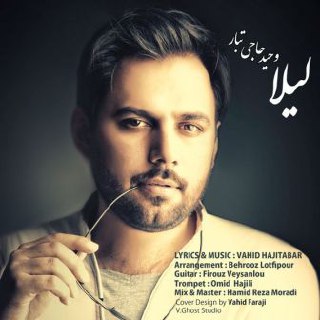 وحید حاجی تبار
لیلا
LYRICS & MUSIC : VAHID HAJITABAR
Arrangement : Behrooz Lotfipour
Guitar : Firouz Veysanlou
Trompet : Omid Hajili
Mix & Master : Hamid Reza Moradi
Cover Design by Vahid Faraji
V.Ghost Studio